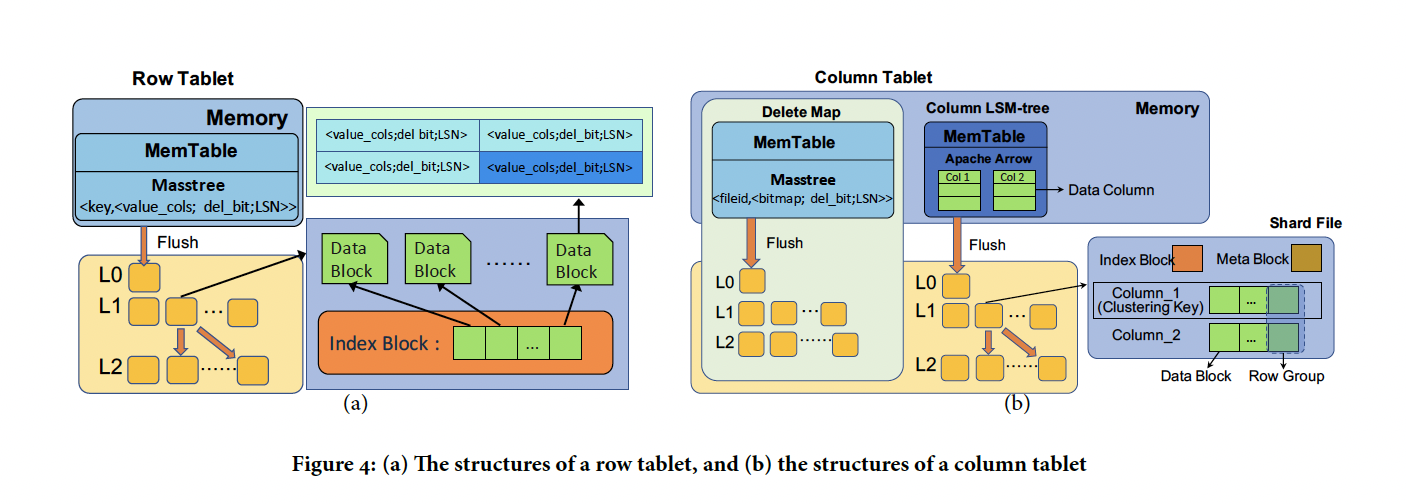 Row Tablet
Memory
MemTable
Masstree
<key,<value_cols; del_bit;LSN>>
Flush
L0
L1
...
L2
......
<value_cols;del bit;LSN>
<value_cols;del_bit;LSN>
<value_cols;del_bit;LSN>
<value_cols;del_bit;LSN>
Data
Block
Data
Block
......
Data
Block
Index Block :
...
(a)
Column Tablet
Memory
Delete Map
MemTable
Masstree
<fileid,<bitmap; del_bit;LSN>>
Flush
L0
L1
...
L2
......
Column LSM-tree
MemTable
Apache Arrow
Col 1
Col 2
Data Column
Flush
L0
L1
...
L2
......
Shard File
Index Block
Meta Block
Column_1
(Clustering Key)
...
Column_2
...
Data Block
Row Group
(b)
Figure 4: (a) The structures of a row tablet, and (b) the structures of a column tablet